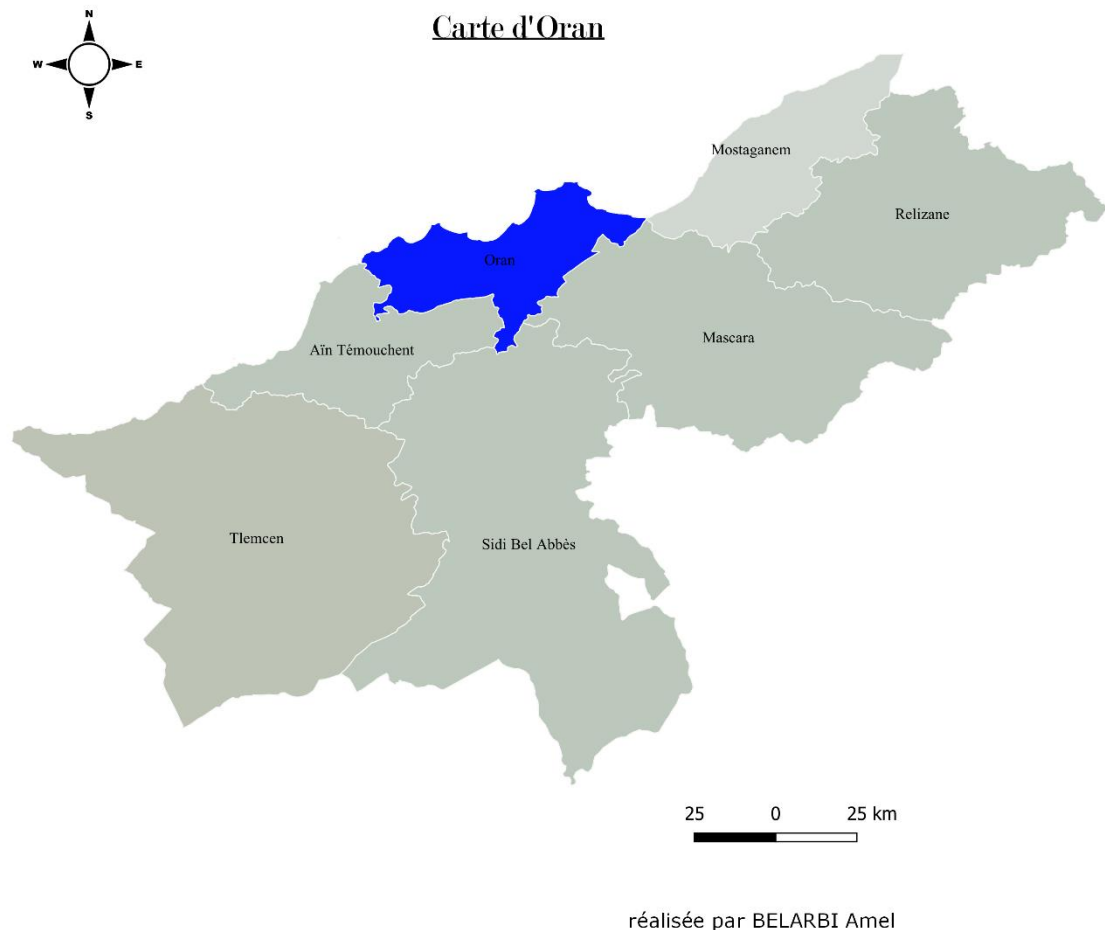 Carte d'Oran
N
W E
S
Mostaganem
Relizane
Oran
Mascara
Aïn Témouchent
Tlemcen
Sidi Bel Abbès
25 0 25 km
réalisée par BELARBI Amel